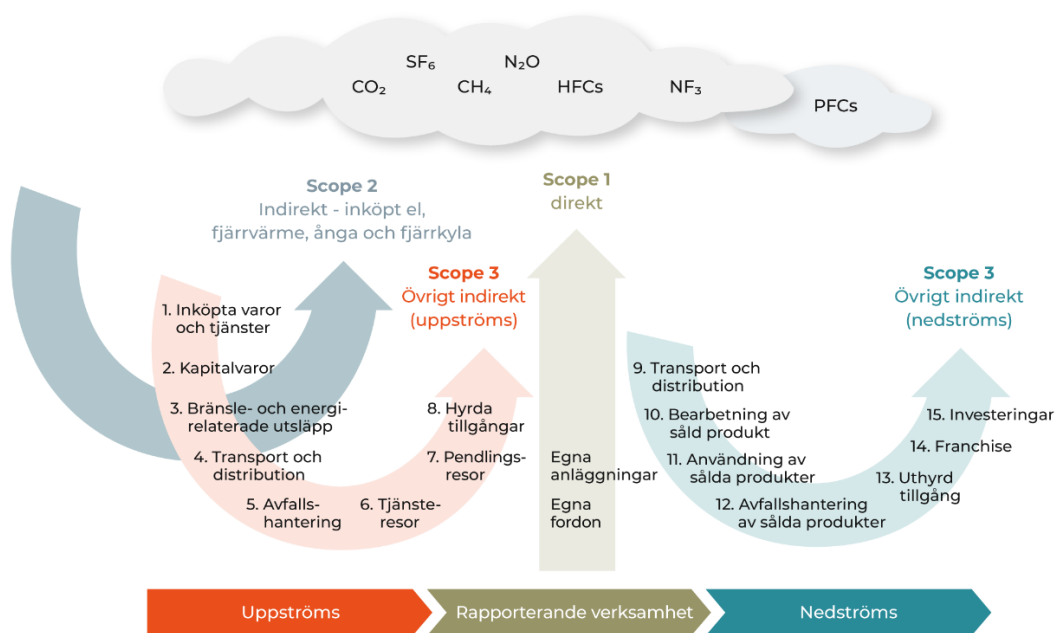 SF₆
N₂O
CO₂
CH₄
HFCs
NF₃
PFCs
Scope 2
Indirekt - inköpt el,
fjärrvärme, ånga och fjärrkyla
Scope 1
direkt
Scope 3
Övrigt indirekt
(uppströms)
Scope 3
Övrigt indirekt
(nedströms)
1. Inköpta varor
och tjänster
2. Kapitalvaror
3. Bränsle- och energi-
relaterade utsläpp
4. Transport och
distribution
5. Avfalls-
hantering
6. Tjänste-
resor
7. Pendlings-
resor
8. Hyrda
tillgångar
Egna
anläggningar
Egna
fordon
9. Transport och
distribution
10. Bearbetning av
såld produkt
11. Användning av
sålda produkter
12. Avfallshantering
av sålda produkter
13. Uthyrd
tillgång
14. Franchise
15. Investeringar
Uppströms
Rapporterande verksamhet
Nedströms